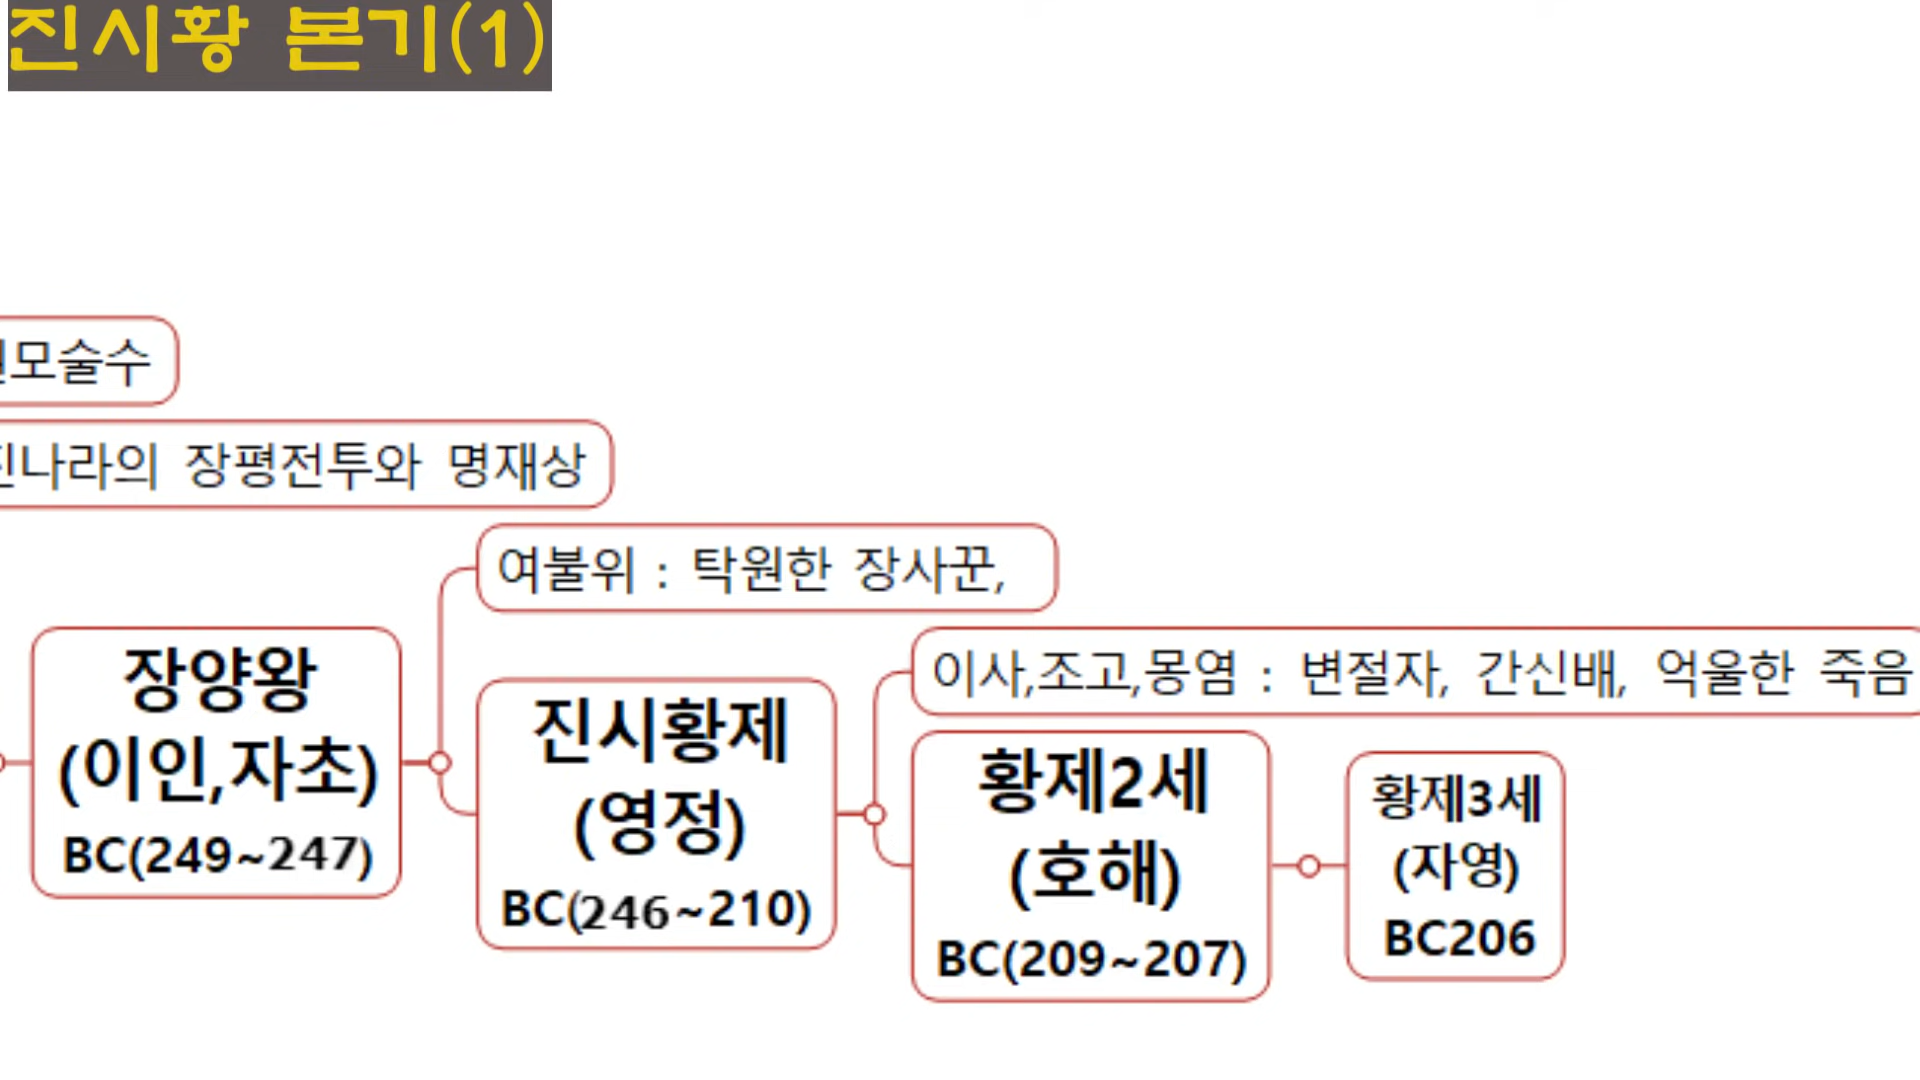 진시황 본기(1)
모술수
나라의 장평전투와 명재상
여불위 : 탁원한 장사꾼,
이사,조고,몽염 : 변절자, 간신배, 억울한 죽음
장양왕
(이인,자초)
BC(249~247)
진시황제
(영정)
BC(246~210)
황제2세
(호해)
BC(209~207)
황제3세
(자영)
BC206